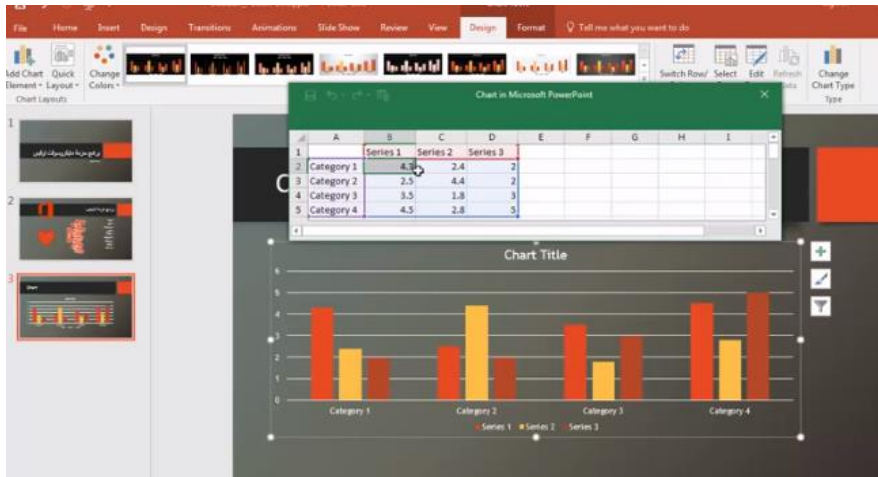 File Home Insert Design Transitions Animations Slide Show Review View Design Format Tell me what you want to do
Add Chart Element Quick Layout Change Colors Switch Row/ Select Edit Refresh Data Change Chart Type
Chart Layouts Type
Chart in Microsoft PowerPoint
A B C D E F G H I
1 Series 1 Series 2 Series 3
2 Category 1 4.3 2.4 2
3 Category 2 2.5 4.4 2
4 Category 3 3.5 1.8 3
5 Category 4 4.5 2.8 5
1
2
3
Chart
C
Chart Title
6
5
4
3
2
1
0
Category 1 Category 2 Category 3 Category 4
Series 1 Series 2 Series 3